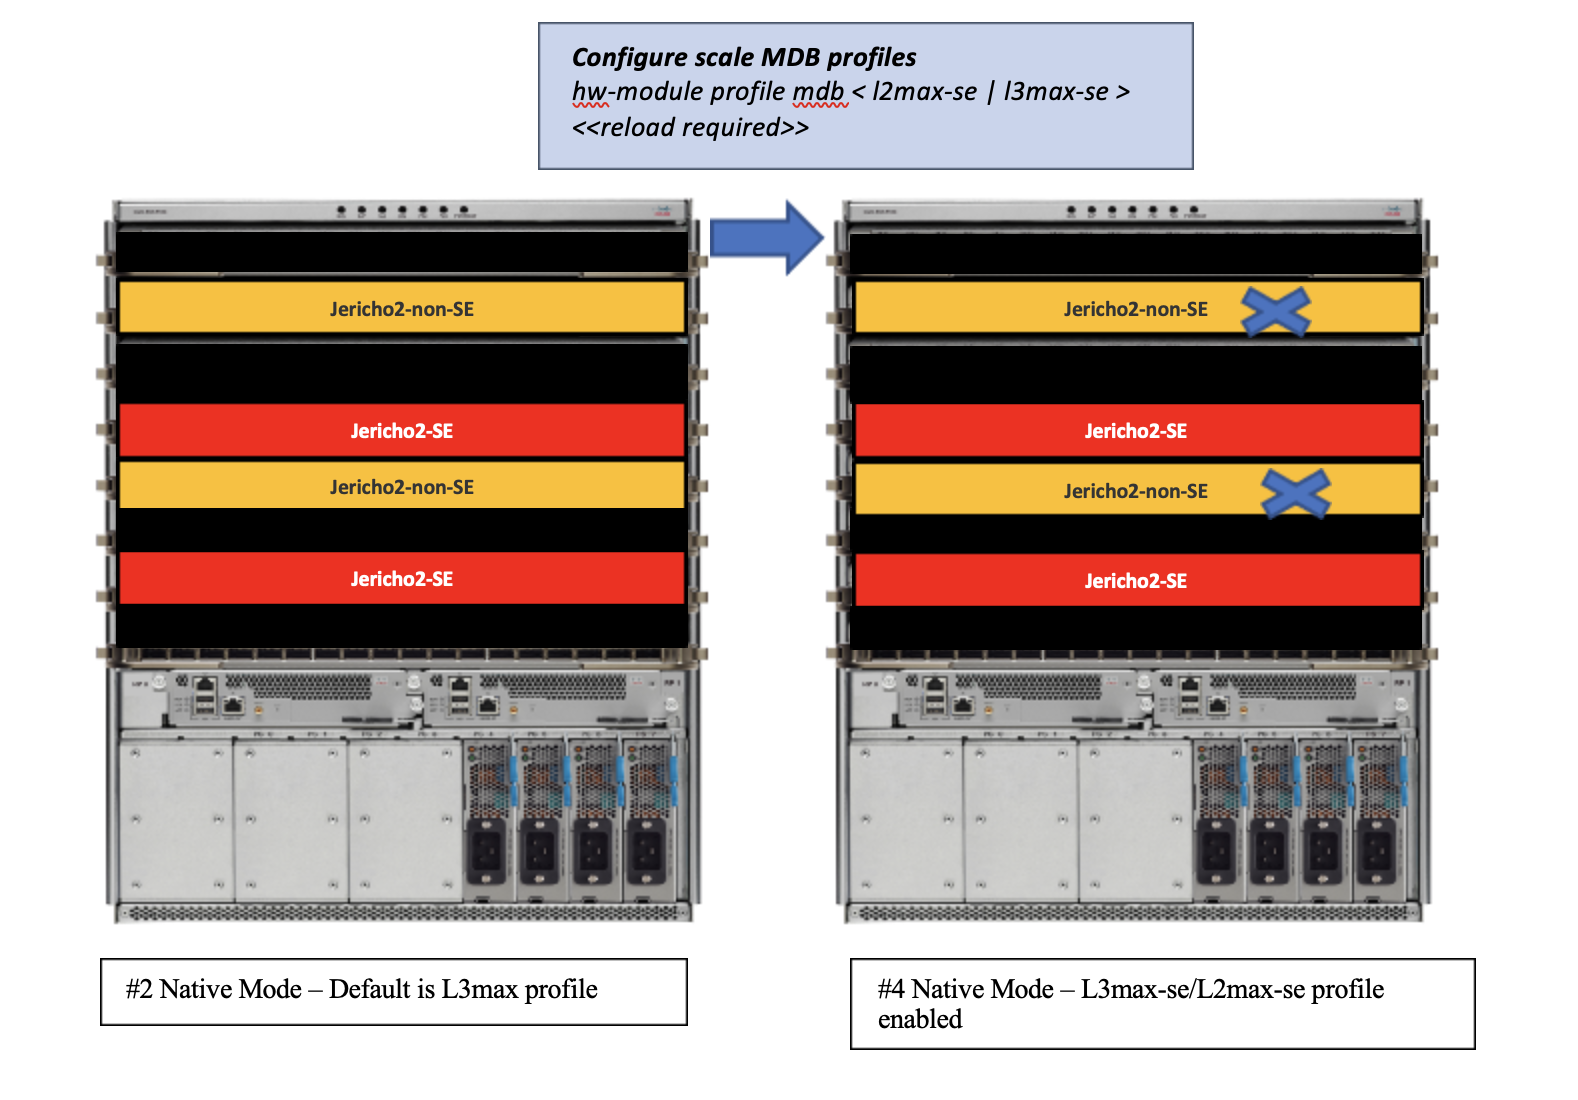 Configure scale MDB profiles
hw-module profile mdb < l2max-se | l3max-se >
<<reload required>>
Jericho2-non-SE
Jericho2-SE
Jericho2-non-SE
Jericho2-SE
#2 Native Mode – Default is L3max profile
Jericho2-non-SE
Jericho2-SE
Jericho2-non-SE
Jericho2-SE
#4 Native Mode – L3max-se/L2max-se profile
enabled